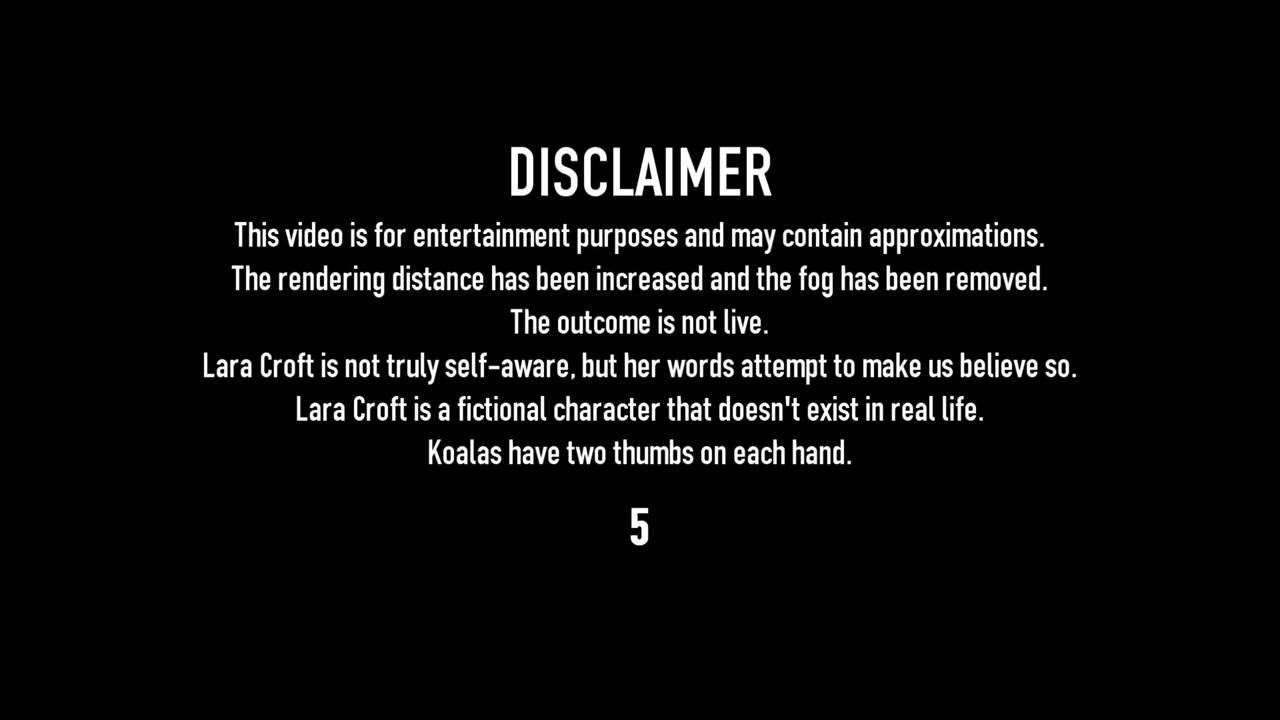 DISCLAIMER
This video is for entertainment purposes and may contain approximations.
The rendering distance has been increased and the fog has been removed.
The outcome is not live.
Lara Croft is not truly self-aware, but her words attempt to make us believe so.
Lara Croft is a fictional character that doesn't exist in real life.
Koalas have two thumbs on each hand.
5